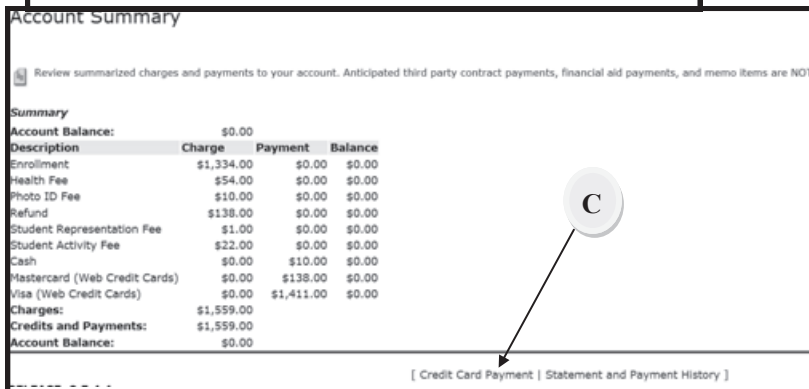 Account Summary
Review summarized charges and payments to your account. Anticipated third party contract payments, financial aid payments, and memo items are NOT
Summary
Account Balance: $0.00
Description Charge Payment Balance
Enrollment $1,334.00 $0.00 $0.00
Health Fee $54.00 $0.00 $0.00
Photo ID Fee $10.00 $0.00 $0.00
Refund $138.00 $0.00 $0.00
Student Representation Fee $1.00 $0.00 $0.00
Student Activity Fee $22.00 $0.00 $0.00
Cash $0.00 $10.00 $0.00
Mastercard (Web Credit Cards) $0.00 $138.00 $0.00
Visa (Web Credit Cards) $0.00 $1,411.00 $0.00
Charges: $1,559.00
Credits and Payments: $1,559.00
Account Balance: $0.00
C
[ Credit Card Payment | Statement and Payment History ]